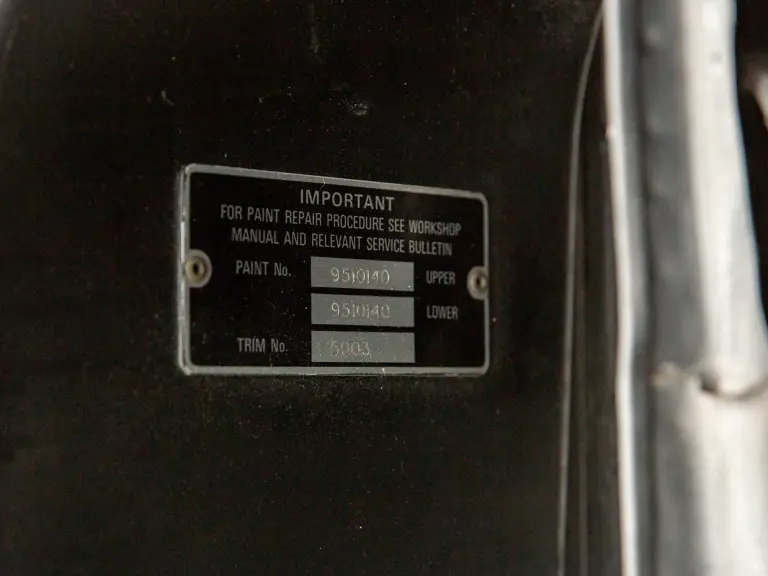 IMPORTANT
FOR PAINT REPAIR PROCEDURE SEE WORKSHOP
MANUAL AND RELEVANT SERVICE BULLETIN
PAINT No. 9510140 UPPER
9510140 LOWER
TRIM No. 5003